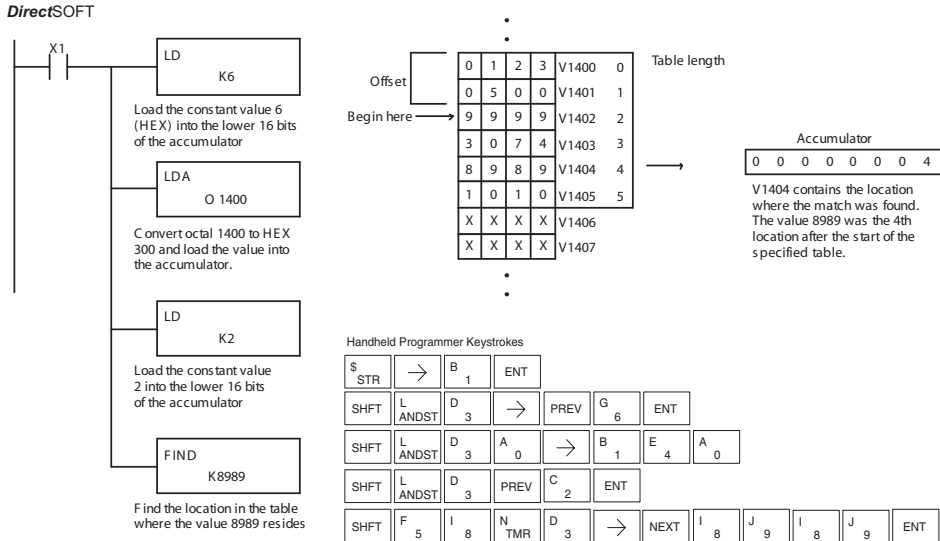 DirectSOFT
X1
LD
K6
Load the constant value 6
(HEX) into the lower 16 bits
of the accumulator
LDA
O 1400
Convert octal 1400 to HEX
300 and load the value into
the accumulator.
LD
K2
Load the constant value
2 into the lower 16 bits
of the accumulator
FIND
K8989
Find the location in the table
where the value 8989 resides
Offset
Begin here
0 1 2 3 V1400 0
0 5 0 0 V1401 1
9 9 9 9 V1402 2
3 0 7 4 V1403 3
8 9 8 9 V1404 4
1 0 1 0 V1405 5
X X X X V1406
X X X X V1407
Table length
Accumulator
0 0 0 0 0 0 0 4
V1404 contains the location
where the match was found.
The value 8989 was the 4th
location after the start of the
specified table.
Handheld Programmer Keystrokes
$ STR → B 1 ENT
SHFT L ANDST D 3 → PREV G 6 ENT
SHFT L ANDST D 3 A 0 → B 1 E 4 A 0
SHFT L ANDST D 3 PREV C 2 ENT
SHFT F 5 I 8 N TMR D 3 → NEXT I 8 J 9 I 8 J 9 ENT